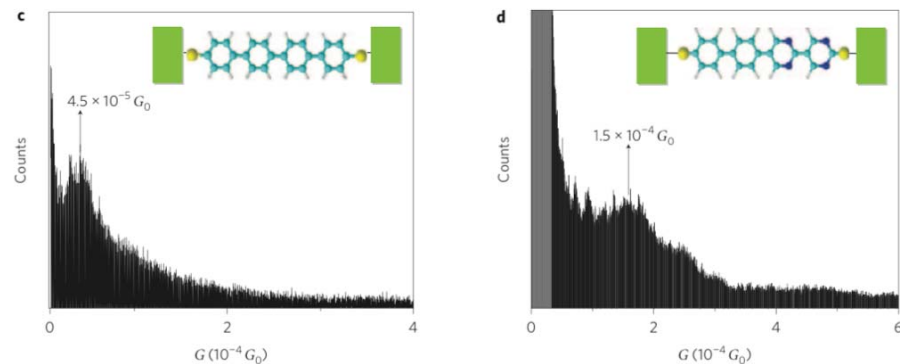 c
4.5 × 10⁻⁵ G₀
Counts
0
2
4
G (10⁻⁴ G₀)
d
1.5 × 10⁻⁴ G₀
Counts
0
2
4
6
G (10⁻⁴ G₀)